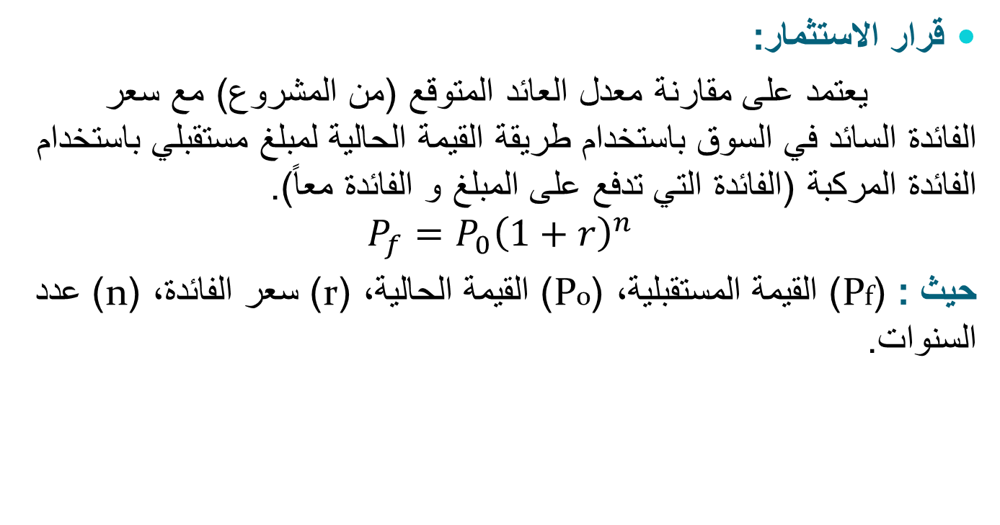 • قرار الاستثمار:
يعتمد على مقارنة معدل العائد المتوقع (من المشروع) مع سعر
الفائدة السائد في السوق باستخدام طريقة القيمة الحالية لمبلغ مستقبلي باستخدام
الفائدة المركبة (الفائدة التي تدفع على المبلغ و الفائدة معاً).
P_f = P_0(1 + r)^n
حيث : (Pf) القيمة المستقبلية، (Po) القيمة الحالية، (r) سعر الفائدة، (n) عدد
السنوات.